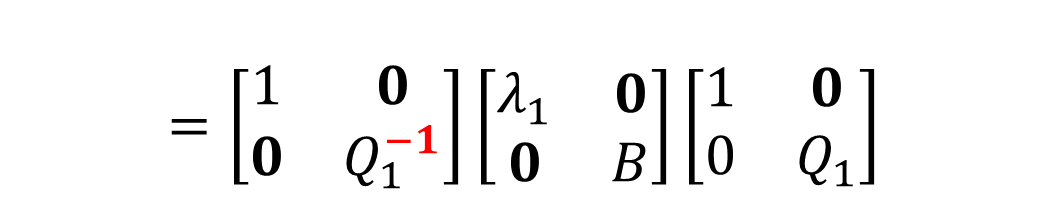 = [1 𝟎 𝟎 Q₁⁻¹] [λ₁ 𝟎 𝟎 B] [1 𝟎 0 Q₁]